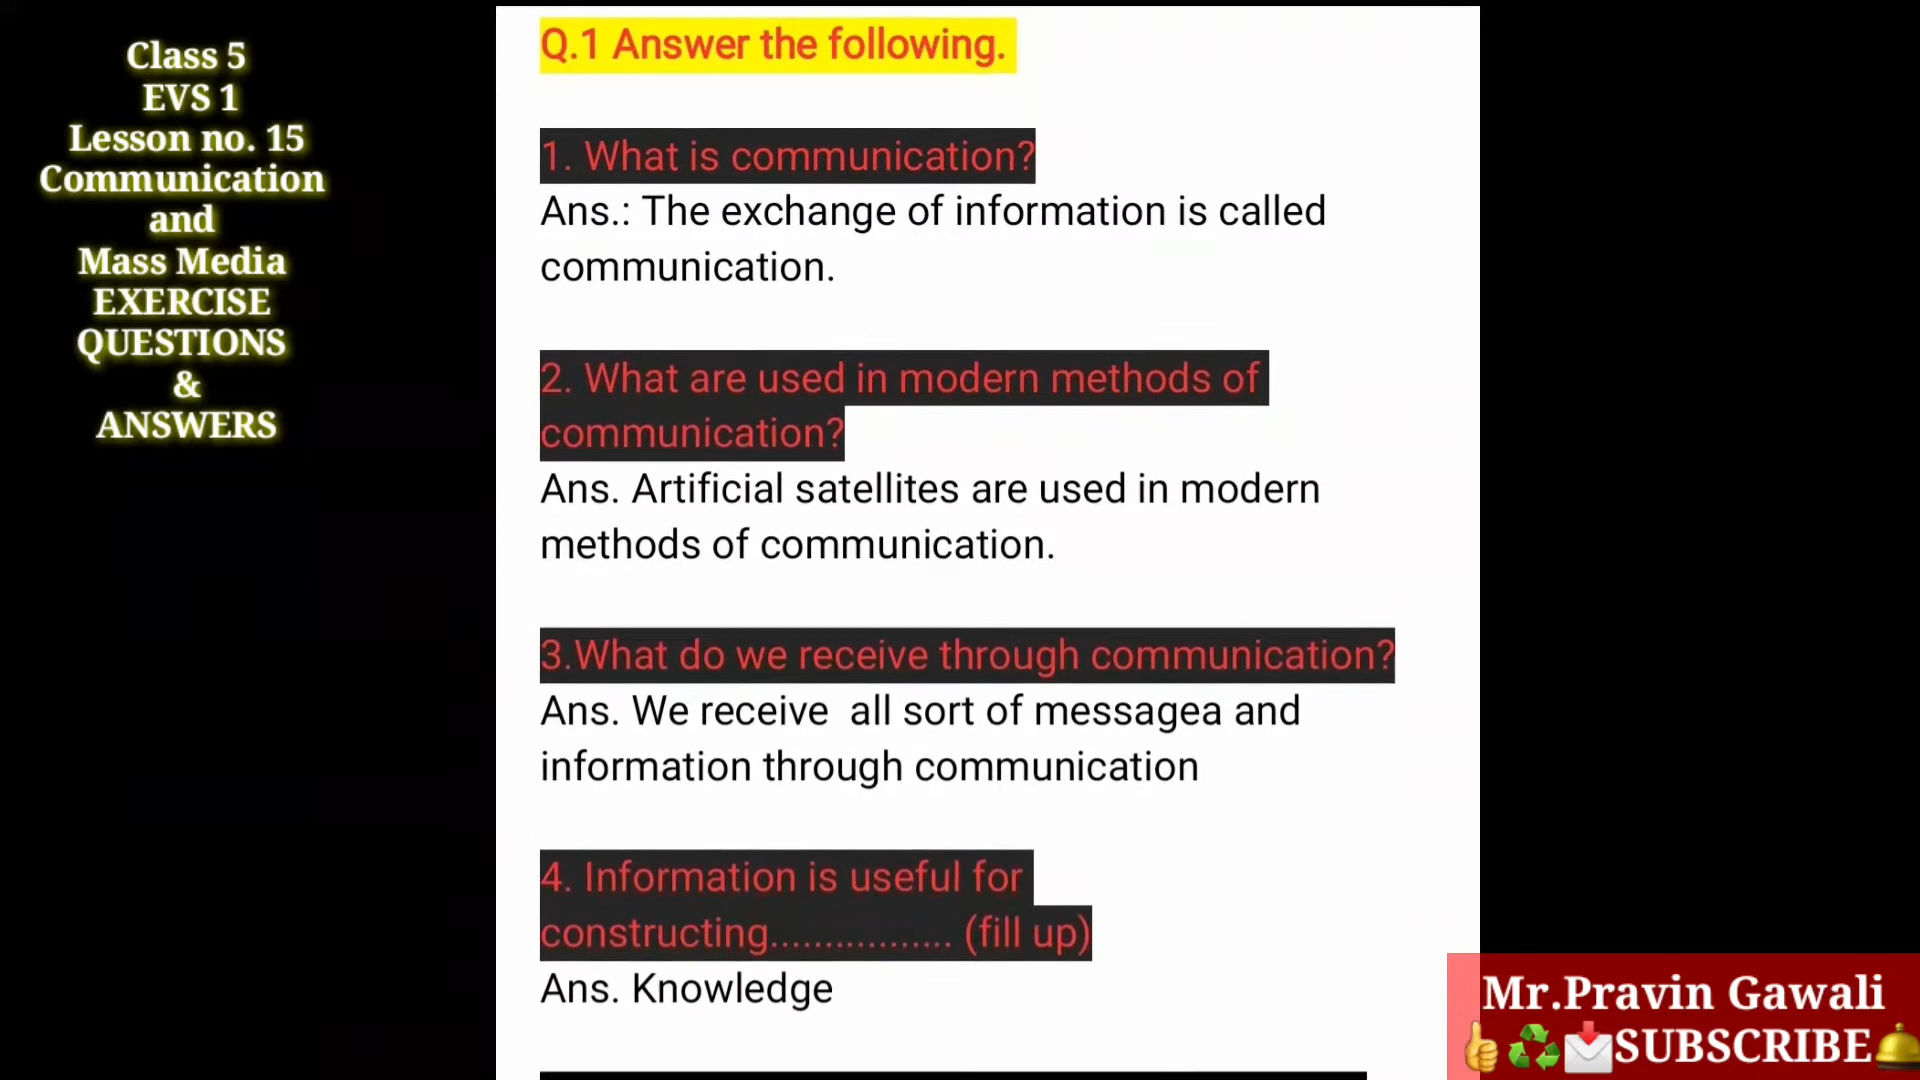 Class 5
EVS 1
Lesson no. 15
Communication
and
Mass Media
EXERCISE
QUESTIONS
&
ANSWERS
Q.1 Answer the following.
1. What is communication?
Ans.: The exchange of information is called
communication.
2. What are used in modern methods of
communication?
Ans. Artificial satellites are used in modern
methods of communication.
3.What do we receive through communication?
Ans. We receive  all sort of messagea and
information through communication
4. Information is useful for
constructing................. (fill up)
Ans. Knowledge
Mr.Pravin Gawali
👍♻️📩SUBSCRIBE🛎️